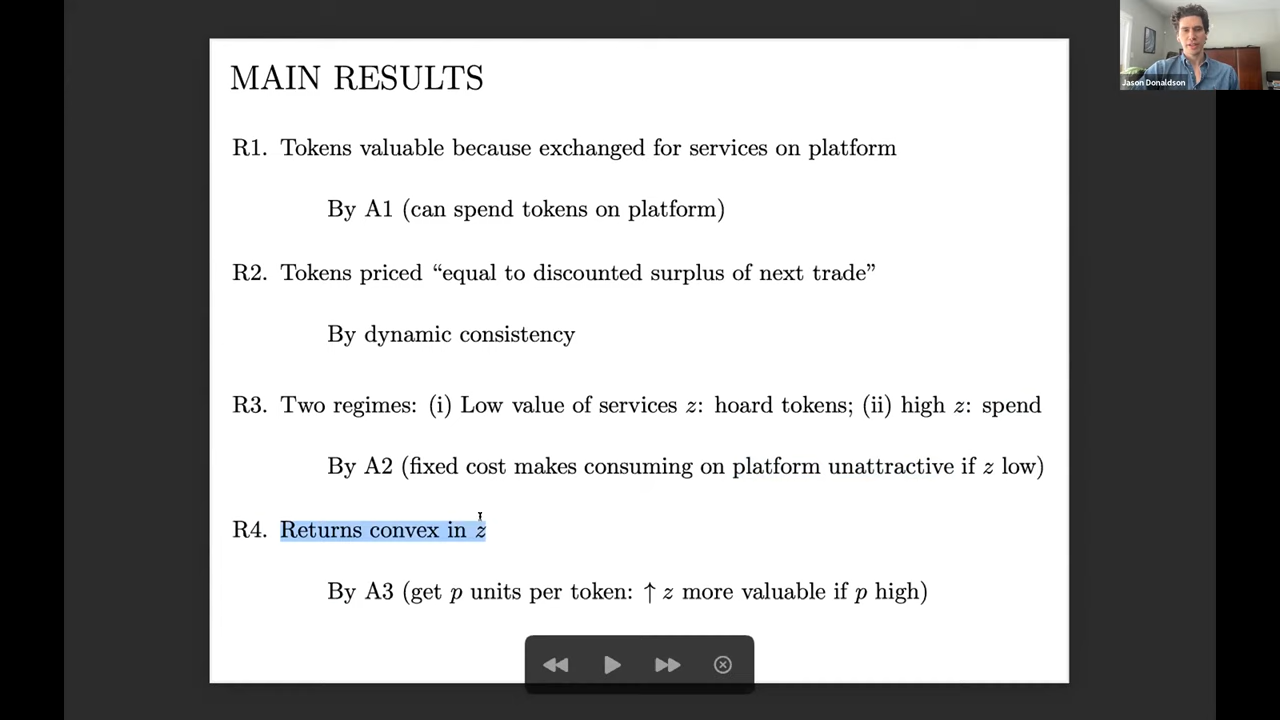 MAIN RESULTS
R1. Tokens valuable because exchanged for services on platform
By A1 (can spend tokens on platform)
R2. Tokens priced “equal to discounted surplus of next trade”
By dynamic consistency
R3. Two regimes: (i) Low value of services z: hoard tokens; (ii) high z: spend
By A2 (fixed cost makes consuming on platform unattractive if z low)
R4. Returns convex in z
By A3 (get p units per token: ↑ z more valuable if p high)
Jason Donaldson